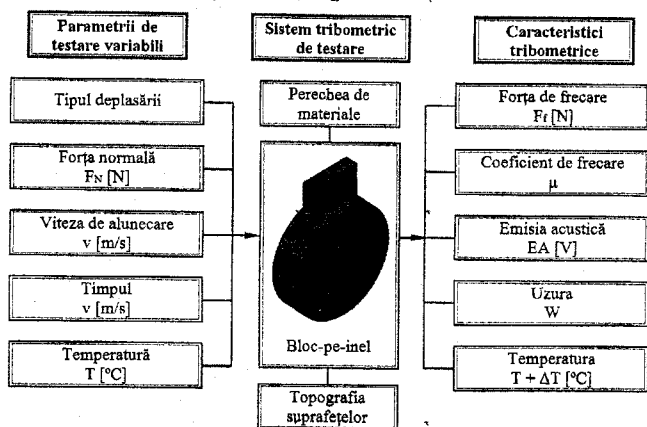 Parametrii de
testare variabili
Sistem tribometric
de testare
Caracteristici
tribometrice
Tipul deplasării
Forța normală
FN [N]
Viteza de alunecare
v [m/s]
Timpul
v [m/s]
Temperatură
T [ºC]
Perechea de
materiale
Bloc-pe-inel
Topografia
suprafețelor
Forța de frecare
Ff [N]
Coeficient de frecare
μ
Emisia acustică
EA [V]
Uzura
W
Temperatura
T + ΔT [ºC]